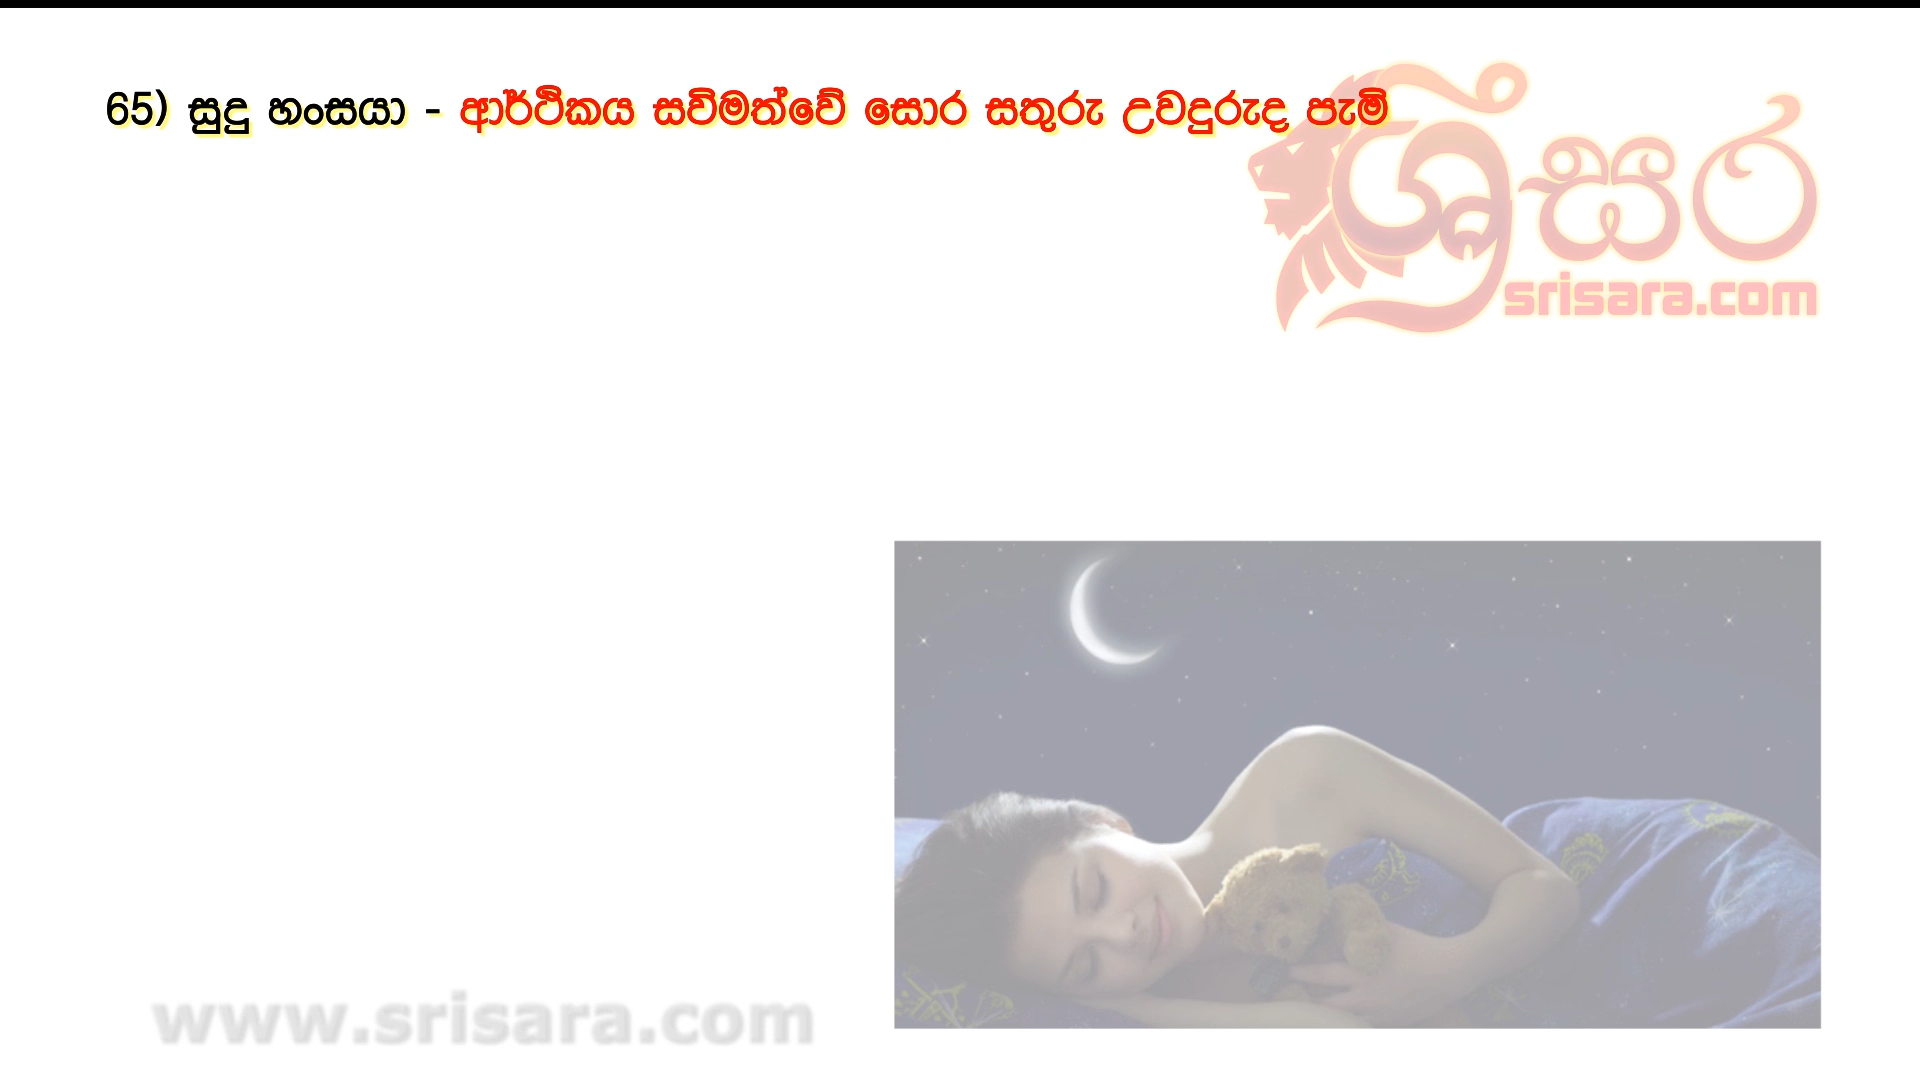 65) සුදු හංසයා - ආර්ථිකය සවිමත්වේ සොර සතුරු උවදුරුද පැමි
ශ්‍රීසර
srisara.com
www.srisara.com